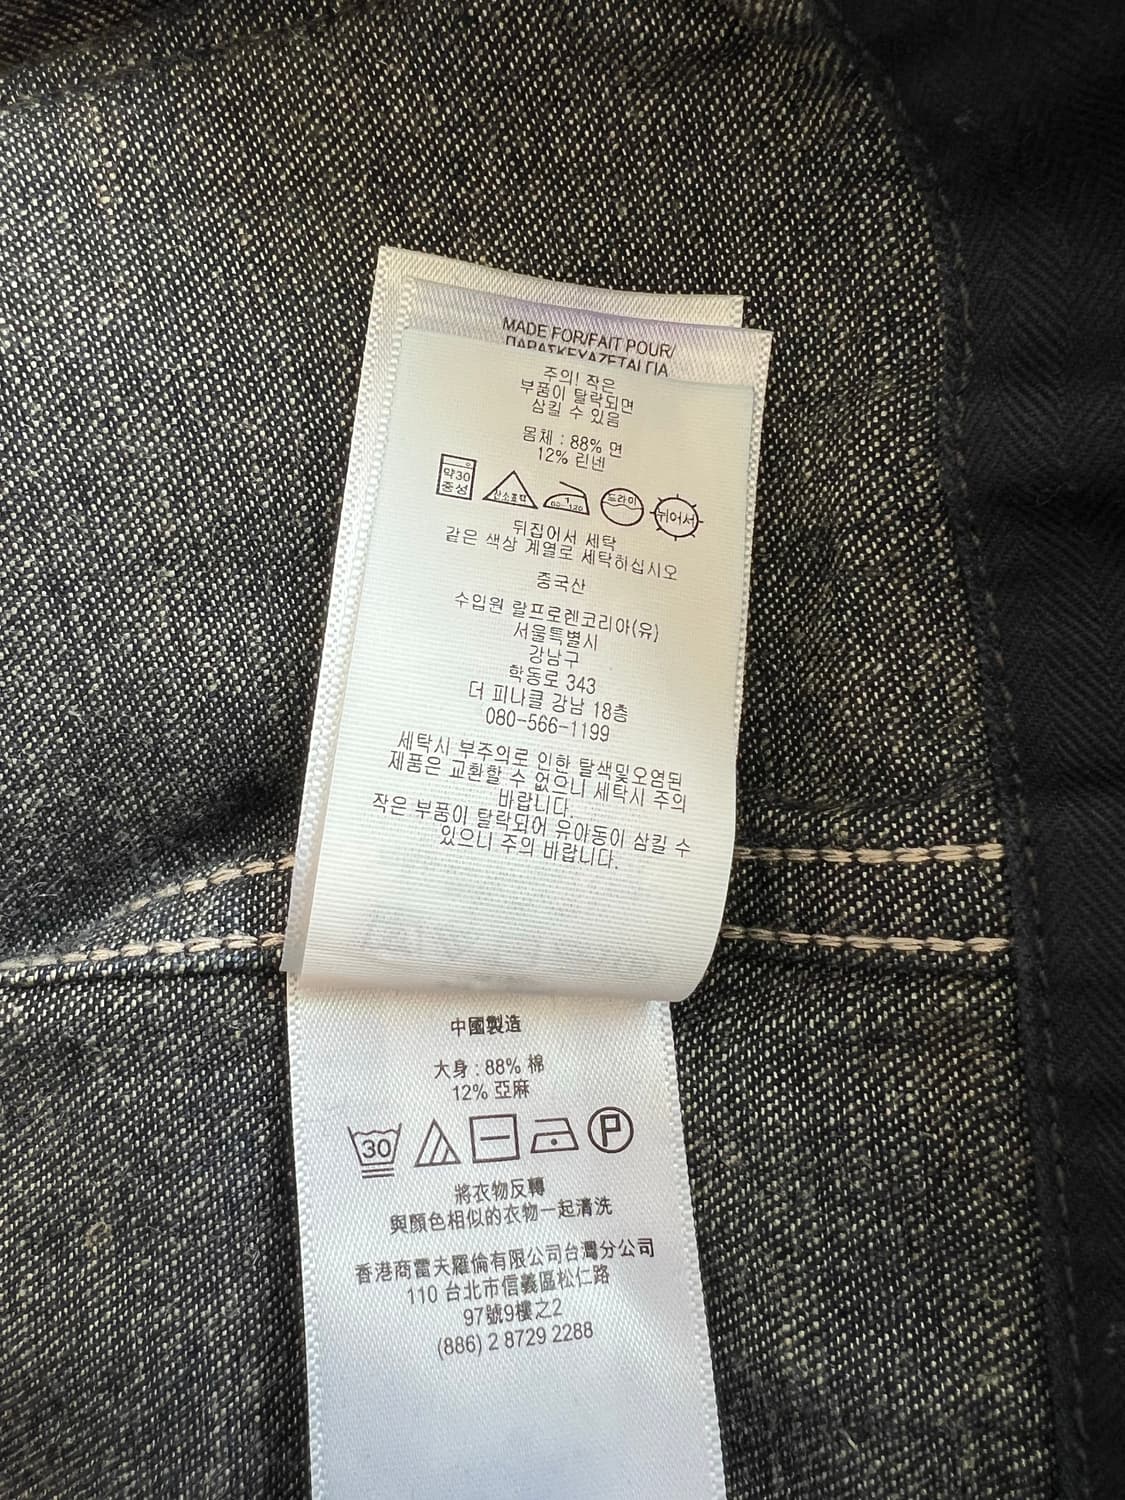 MADE FOR/FAIT POUR/
ΠΑΡΑΣΚΕΥΑΖΕΤΑΙ ΓΙΑ
주의! 작은
부품이 탈락되면
삼킬 수 있음
몸체 : 88% 면
12% 린넨
약30
중성
산소표백
드라이
뉘어서
뒤집어서 세탁
같은 색상 계열로 세탁하십시오
중국산
수입원 랄프로렌코리아(유)
서울특별시
강남구
학동로 343
더 피나클 강남 18층
080-566-1199
세탁시 부주의로 인한 탈색및오염된
제품은 교환할 수 없으니 세탁시 주의
바랍니다.
작은 부품이 탈락되어 유아동이 삼킬 수
있으니 주의 바랍니다.
中國製造
大身 : 88% 棉
12% 亞麻
30
P
將衣物反轉
與顏色相似的衣物一起清洗
香港商雷夫羅倫有限公司台灣分公司
110 台北市信義區松仁路
97號9樓之2
(886) 2 8729 2288